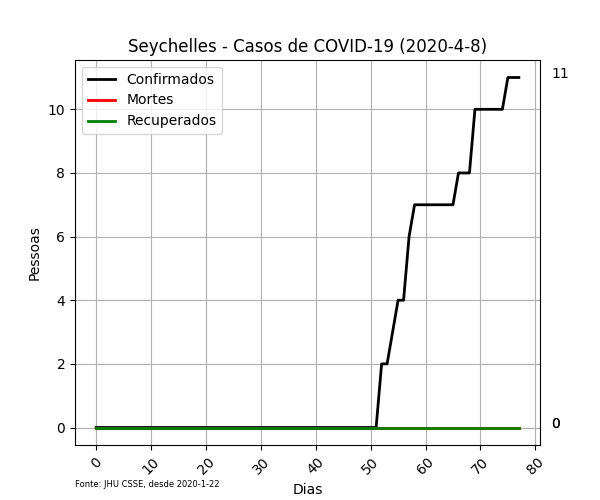 Seychelles - Casos de COVID-19 (2020-4-8)
Confirmados
Mortes
Recuperados
11
10
8
6
4
2
0
0
Pessoas
0 10 20 30 40 50 60 70 80
Dias
Fonte: JHU CSSE, desde 2020-1-22